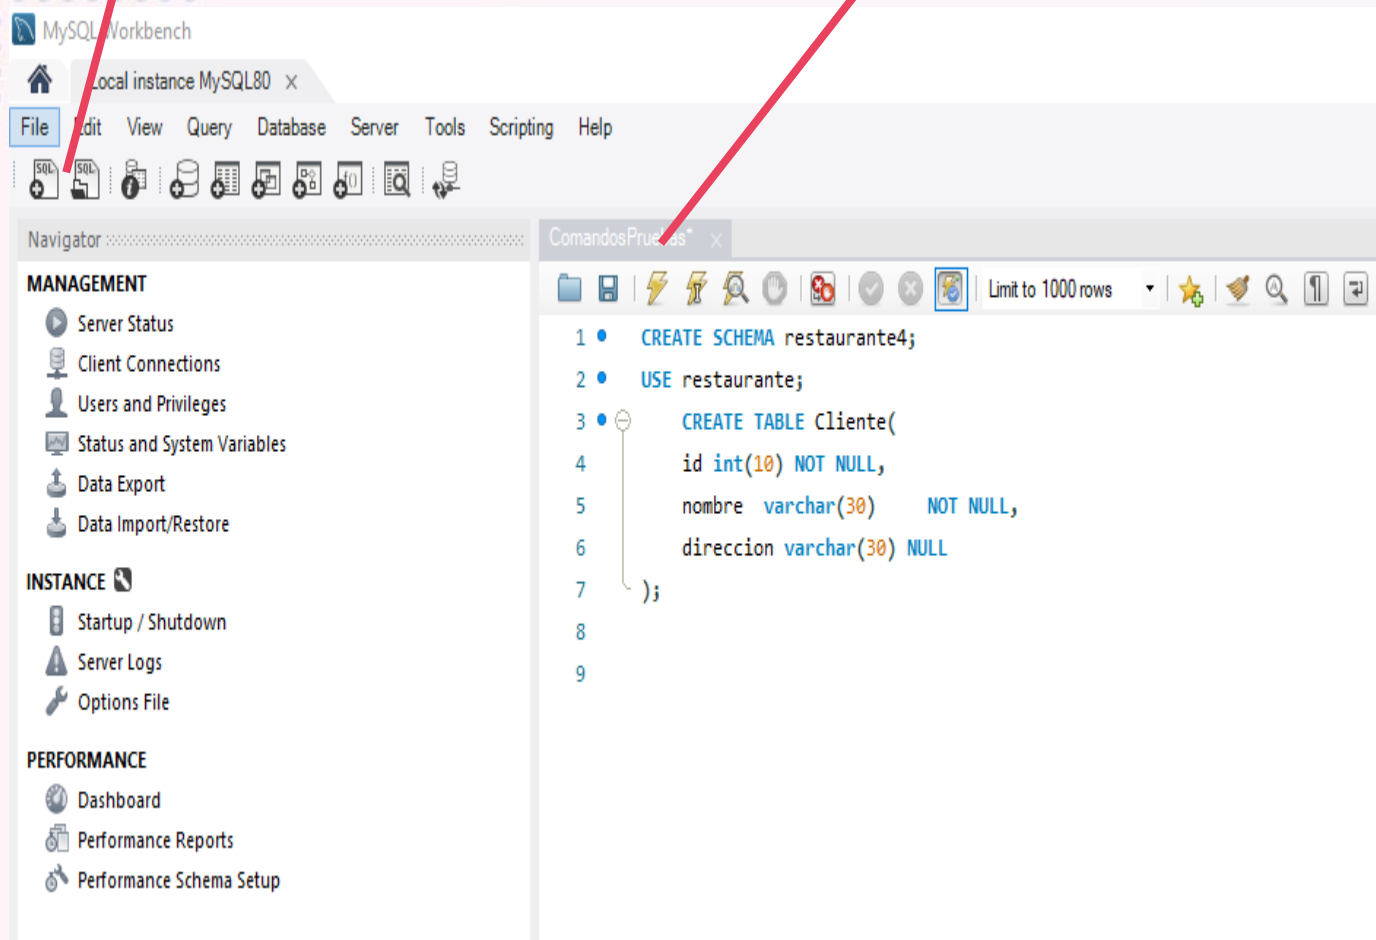 MySQL Workbench
Local instance MySQL80
File Edit View Query Database Server Tools Scripting Help
SQL SQL
Navigator
ComandosPruebas*
MANAGEMENT
Server Status
Client Connections
Users and Privileges
Status and System Variables
Data Export
Data Import/Restore
INSTANCE
Startup / Shutdown
Server Logs
Options File
PERFORMANCE
Dashboard
Performance Reports
Performance Schema Setup
Limit to 1000 rows
1 CREATE SCHEMA restaurante4;
2 USE restaurante;
3 CREATE TABLE Cliente(
4 id int(10) NOT NULL,
5 nombre varchar(30) NOT NULL,
6 direccion varchar(30) NULL
7 );
8
9